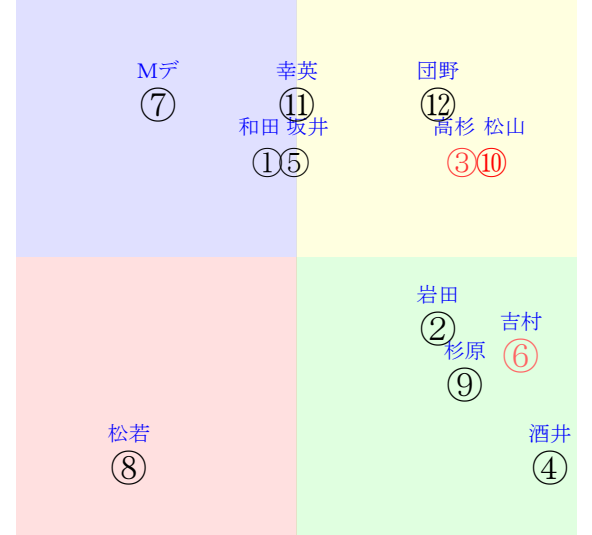 Mデ 幸英 団野
⑦ ⑪ ⑫
和田 坂井 高杉 松山
①⑤ ③⑩
岩田
②
吉村
杉原
⑥
⑨
松若 酒井
⑧ ④